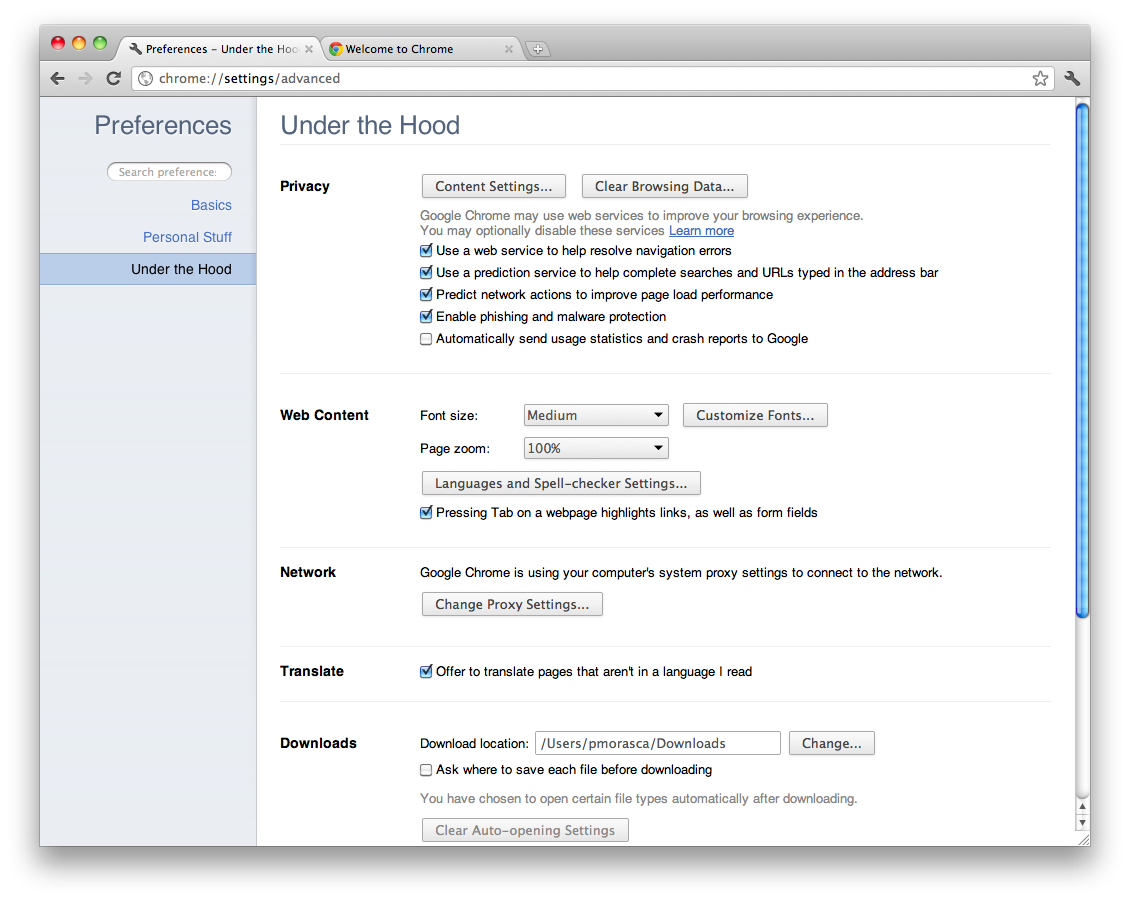 Preferences – Under the Hoo
Welcome to Chrome
chrome://settings/advanced
Preferences
Search preference
Basics
Personal Stuff
Under the Hood
Under the Hood
Privacy
Content Settings...
Clear Browsing Data...
Google Chrome may use web services to improve your browsing experience.
You may optionally disable these services Learn more
Use a web service to help resolve navigation errors
Use a prediction service to help complete searches and URLs typed in the address bar
Predict network actions to improve page load performance
Enable phishing and malware protection
Automatically send usage statistics and crash reports to Google
Web Content
Font size:
Medium
Customize Fonts...
Page zoom:
100%
Languages and Spell-checker Settings...
Pressing Tab on a webpage highlights links, as well as form fields
Network
Google Chrome is using your computer's system proxy settings to connect to the network.
Change Proxy Settings...
Translate
Offer to translate pages that aren't in a language I read
Downloads
Download location:
/Users/pmorasca/Downloads
Change...
Ask where to save each file before downloading
You have chosen to open certain file types automatically after downloading.
Clear Auto-opening Settings